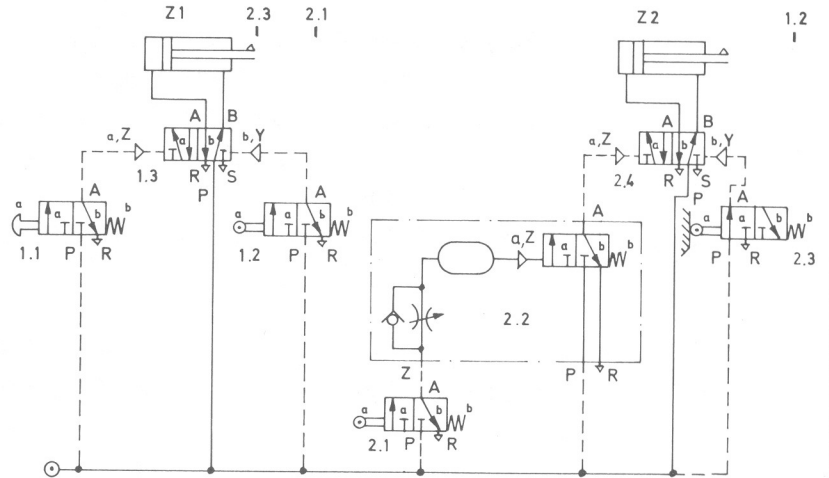 Z1 2.3 2.1 Z2 1.2
A B A B
a,Z a b b,Y a,Z a b b,Y
1.3 R S 2.4 R S
P P
A A A A
a a b b a a b b a,Z a b b a a b b
1.1 P R 1.2 P R P R 2.3
2.2
Z P R
A
a a b b
2.1 P R